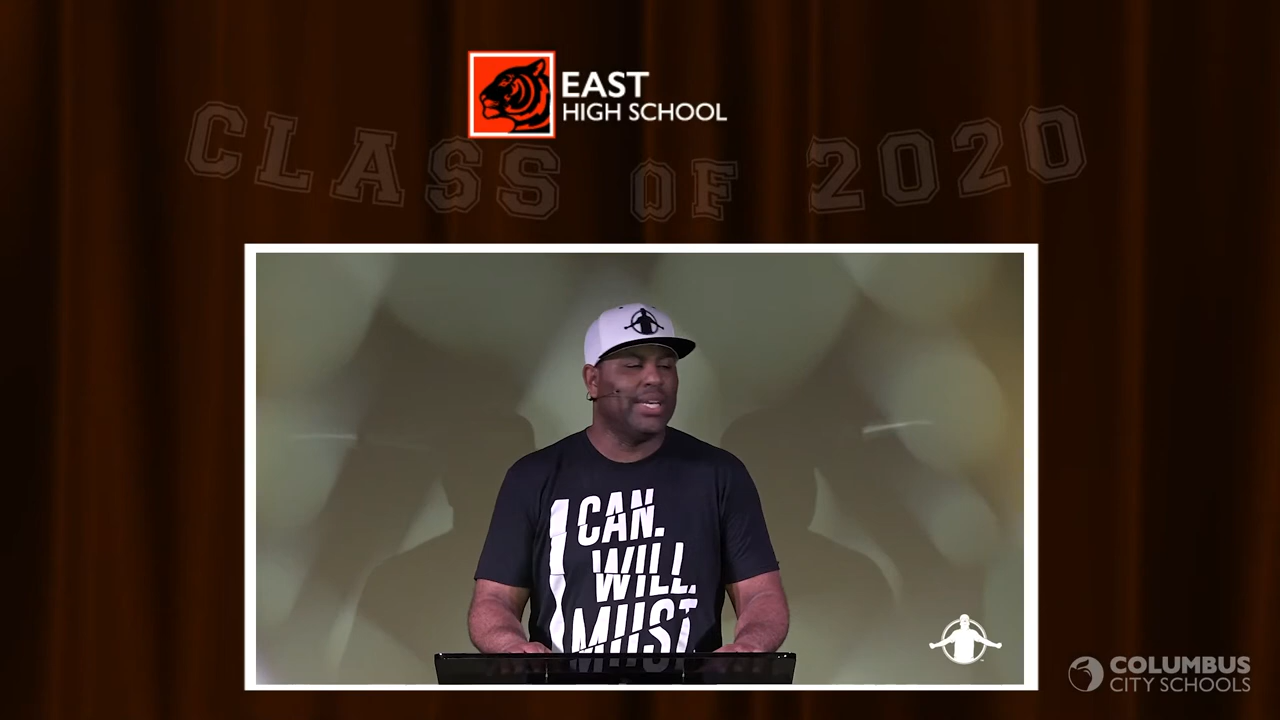 EAST
HIGH SCHOOL
CLASS OF 2020
I CAN.
WILL.
MUST
COLUMBUS
CITY SCHOOLS